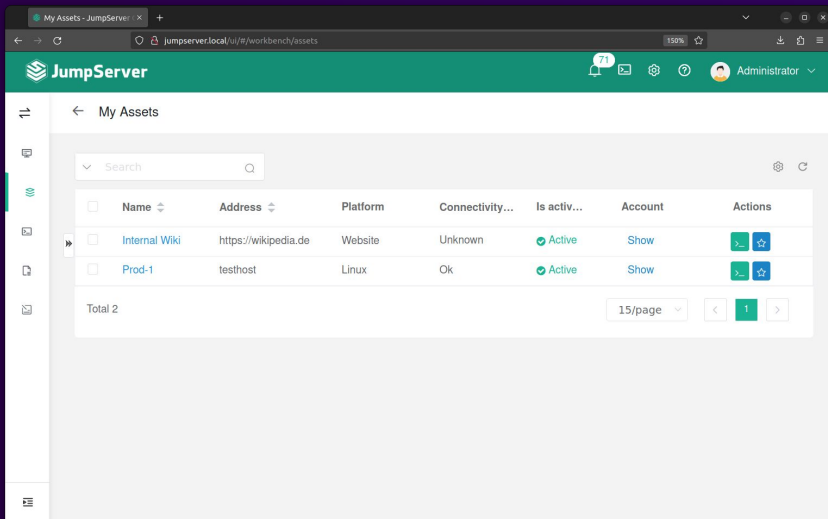 My Assets - JumpServer
jumpserver.local/ui/#/workbench/assets
150%
JumpServer
71
Administrator
My Assets
Search
Name Address Platform Connectivity... Is activ... Account Actions
Internal Wiki https://wikipedia.de Website Unknown Active Show
Prod-1 testhost Linux Ok Active Show
Total 2 15/page 1